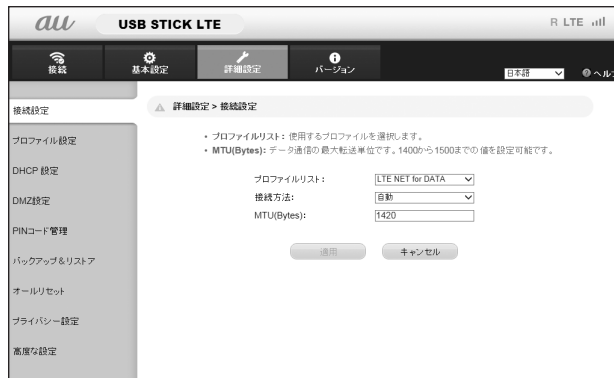 au USB STICK LTE R LTE
接続 基本設定 詳細設定 バージョン
日本語
接続設定
プロファイル設定
DHCP 設定
DMZ設定
PINコード管理
バックアップ&リストア
オールリセット
プライバシー設定
高度な設定
詳細設定 > 接続設定
・プロファイルリスト: 使用するプロファイルを選択します。
・MTU(Bytes): データ通信の最大転送単位です。1400から1500までの値を設定可能です。
プロファイルリスト: LTE NET for DATA
接続方法: 自動
MTU(Bytes): 1420
適用 キャンセル